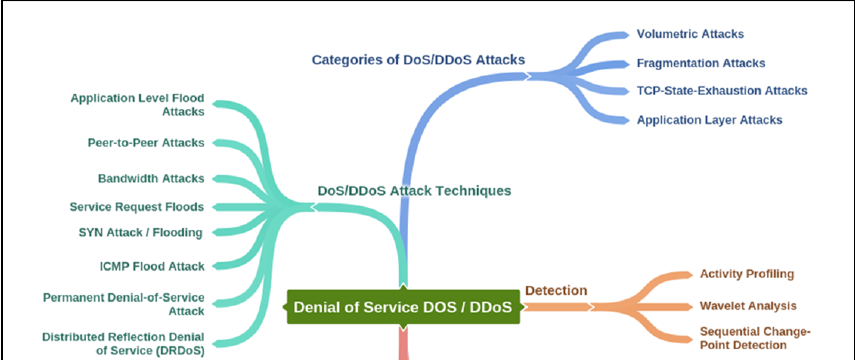 Categories of DoS/DDoS Attacks
Volumetric Attacks
Fragmentation Attacks
TCP-State-Exhaustion Attacks
Application Layer Attacks
DoS/DDoS Attack Techniques
Application Level Flood
Attacks
Peer-to-Peer Attacks
Bandwidth Attacks
Service Request Floods
SYN Attack / Flooding
ICMP Flood Attack
Permanent Denial-of-Service
Attack
Distributed Reflection Denial
of Service (DRDoS)
Denial of Service DOS / DDoS
Detection
Activity Profiling
Wavelet Analysis
Sequential Change-
Point Detection